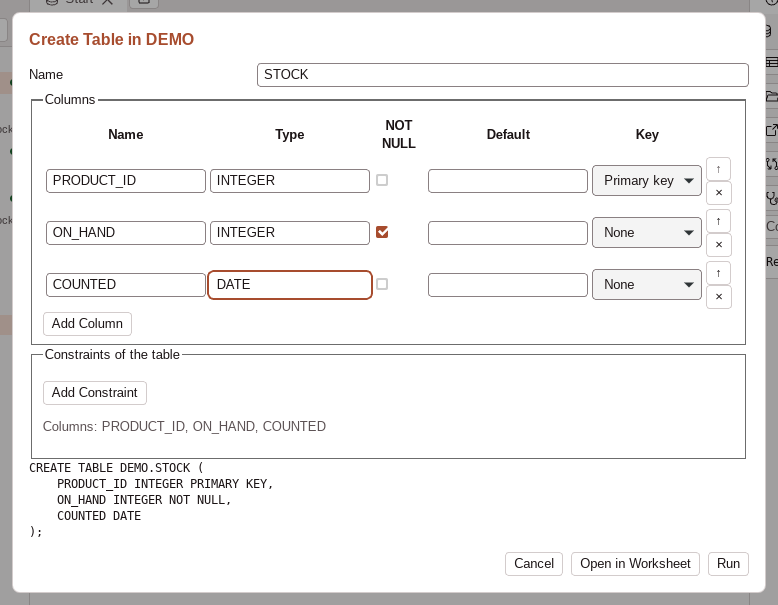 Start
Create Table in DEMO
Name STOCK
Columns
Name Type NOT NULL Default Key
PRODUCT_ID INTEGER Primary key ↑
×
ON_HAND INTEGER None ↑
×
COUNTED DATE None ↑
×
Add Column
Constraints of the table
Add Constraint
Columns: PRODUCT_ID, ON_HAND, COUNTED
CREATE TABLE DEMO.STOCK (
    PRODUCT_ID INTEGER PRIMARY KEY,
    ON_HAND INTEGER NOT NULL,
    COUNTED DATE
);
Cancel Open in Worksheet Run